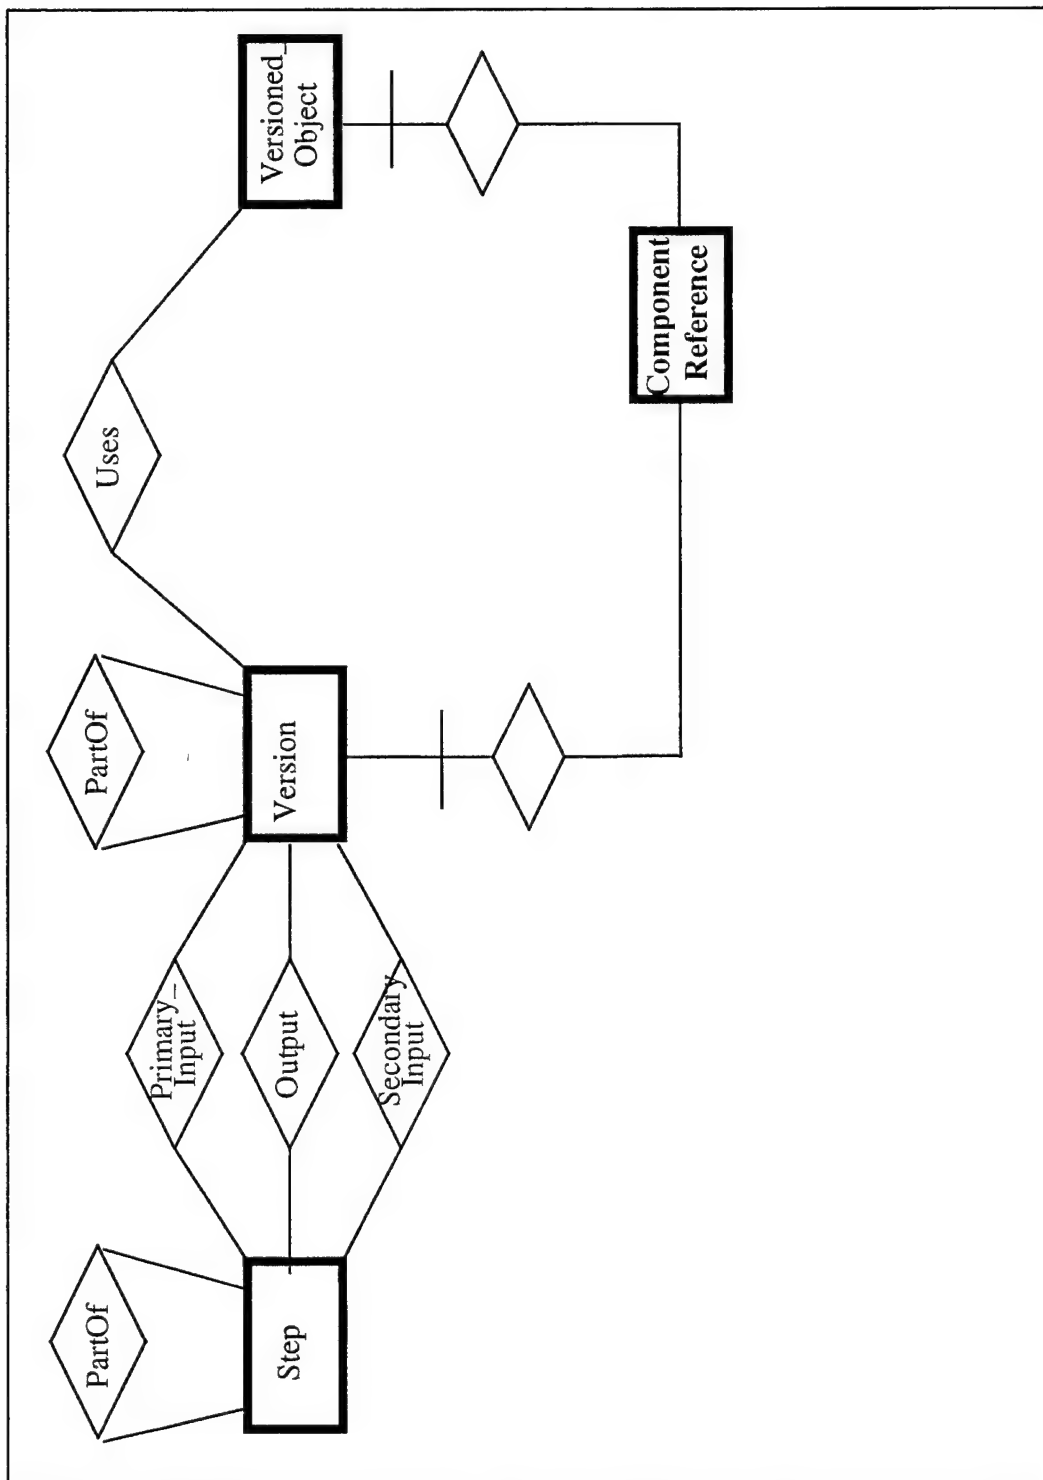 PartOf
PartOf
Uses
Primary_
Input
Step
Output
Version
Versioned_
Object
Secondary
Input
Component
Reference